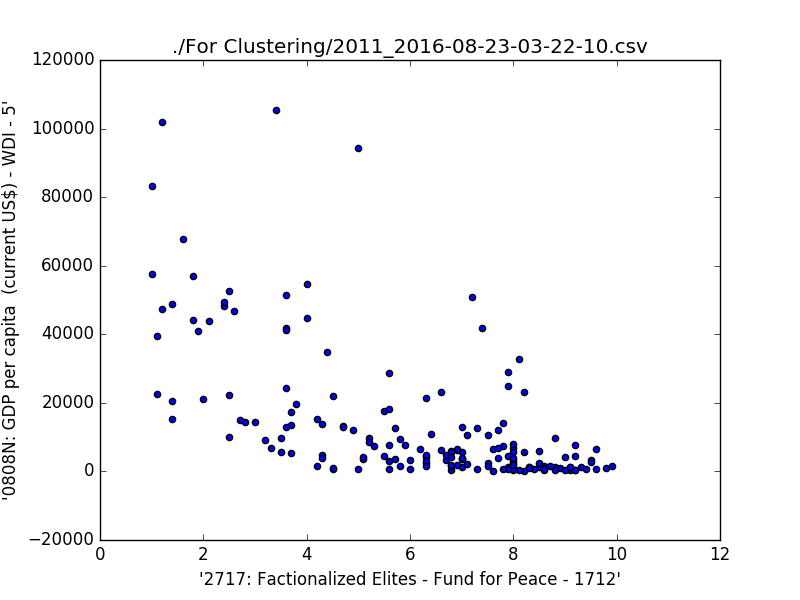 ./For Clustering/2011_2016-08-23-03-22-10.csv
120000
100000
80000
60000
40000
20000
0
−20000
0 2 4 6 8 10 12
'0808N: GDP per capita  (current US$) - WDI - 5'
'2717: Factionalized Elites - Fund for Peace - 1712'